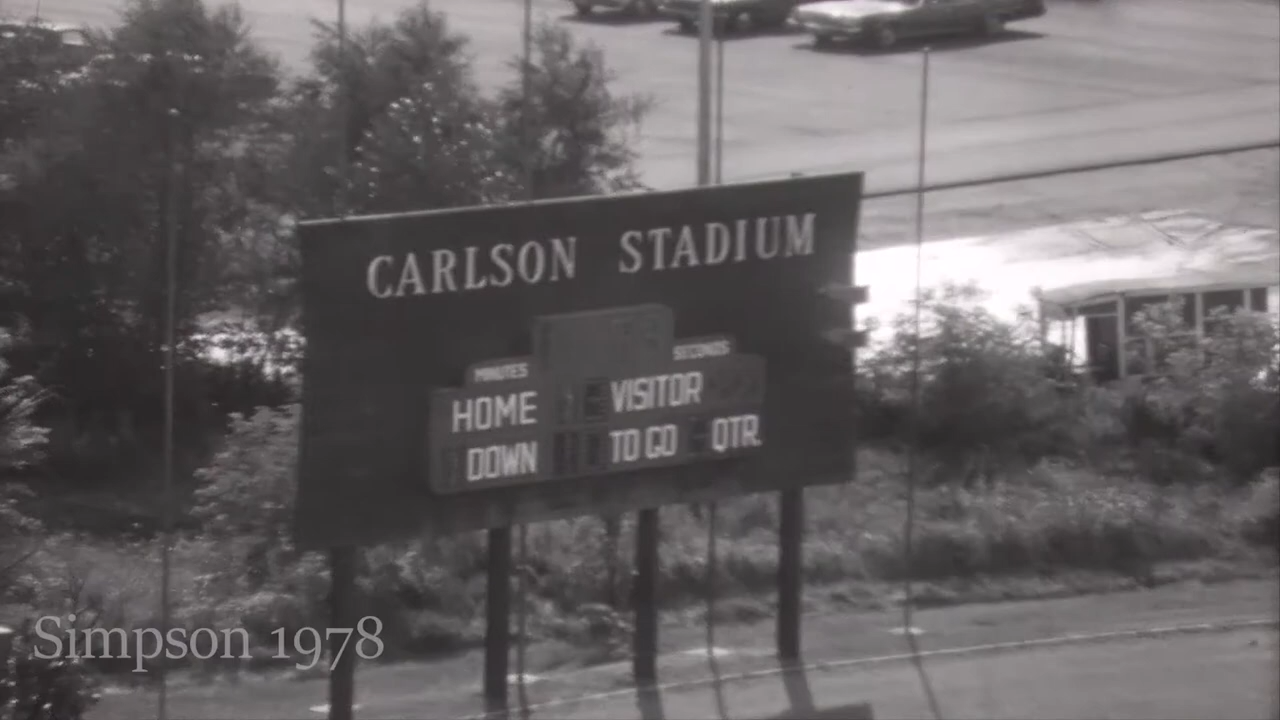 CARLSON STADIUM
MINUTES
SECONDS
HOME VISITOR
DOWN TO GO QTR.
Simpson 1978